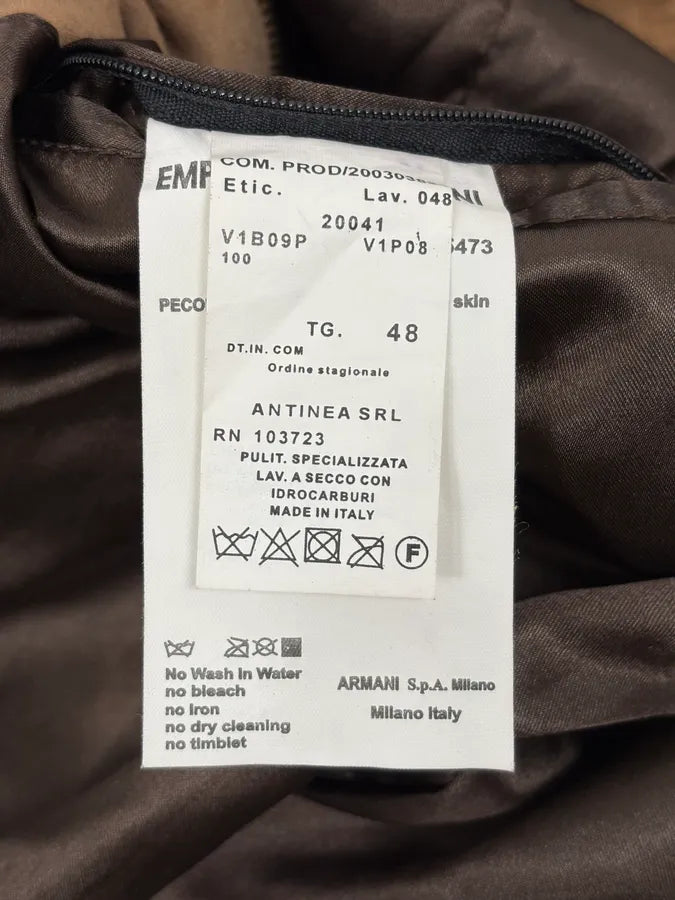 COM. PROD/200303
EMP NI
Etic. Lav. 048
20041
V1B09P V1P08 5473
100
PECO skin
TG. 48
DT.IN. COM
Ordine stagionale
ANTINEA SRL
RN 103723
PULIT. SPECIALIZZATA
LAV. A SECCO CON
IDROCARBURI
MADE IN ITALY
F
No Wash In Water
no bleach
no Iron
no dry cleaning
no timblet
ARMANI S.p.A. Milano
Milano Italy